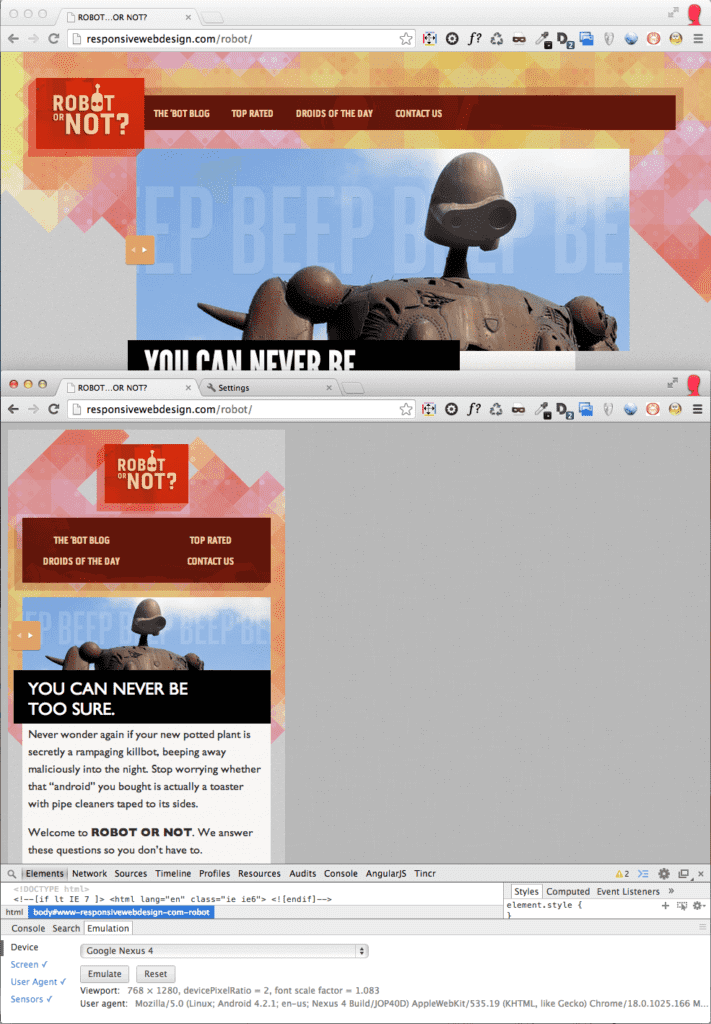 ROBOT...OR NOT?
responsivewebdesign.com/robot/
f?
2
ROBOT
OR NOT?
THE 'BOT BLOG TOP RATED DROIDS OF THE DAY CONTACT US
EP BEEP BEEP BE
YOU CAN NEVER BE
ROBOT...OR NOT? Settings
responsivewebdesign.com/robot/
f?
2
ROBOT
OR NOT?
THE 'BOT BLOG TOP RATED
DROIDS OF THE DAY CONTACT US
EP BEEP BEEP BEEP BE
YOU CAN NEVER BE
TOO SURE.
Never wonder again if your new potted plant is
secretly a rampaging killbot, beeping away
maliciously into the night. Stop worrying whether
that “android” you bought is actually a toaster
with pipe cleaners taped to its sides.
Welcome to ROBOT OR NOT. We answer
these questions so you don’t have to.
Elements Network Sources Timeline Profiles Resources Audits Console AngularJS Tincr 2
<!DOCTYPE html>
<!--[if lt IE 7 ]> <html lang="en" class="ie ie6"> <![endif]-->
Styles Computed Event Listeners »
element.style {
}
html body#www-responsivewebdesign-com-robot
Console Search Emulation
Device Google Nexus 4
Screen ✓
User Agent ✓
Sensors ✓
Emulate Reset
Viewport: 768 × 1280, devicePixelRatio = 2, font scale factor = 1.083
User agent: Mozilla/5.0 (Linux; Android 4.2.1; en-us; Nexus 4 Build/JOP40D) AppleWebKit/535.19 (KHTML, like Gecko) Chrome/18.0.1025.166 M...